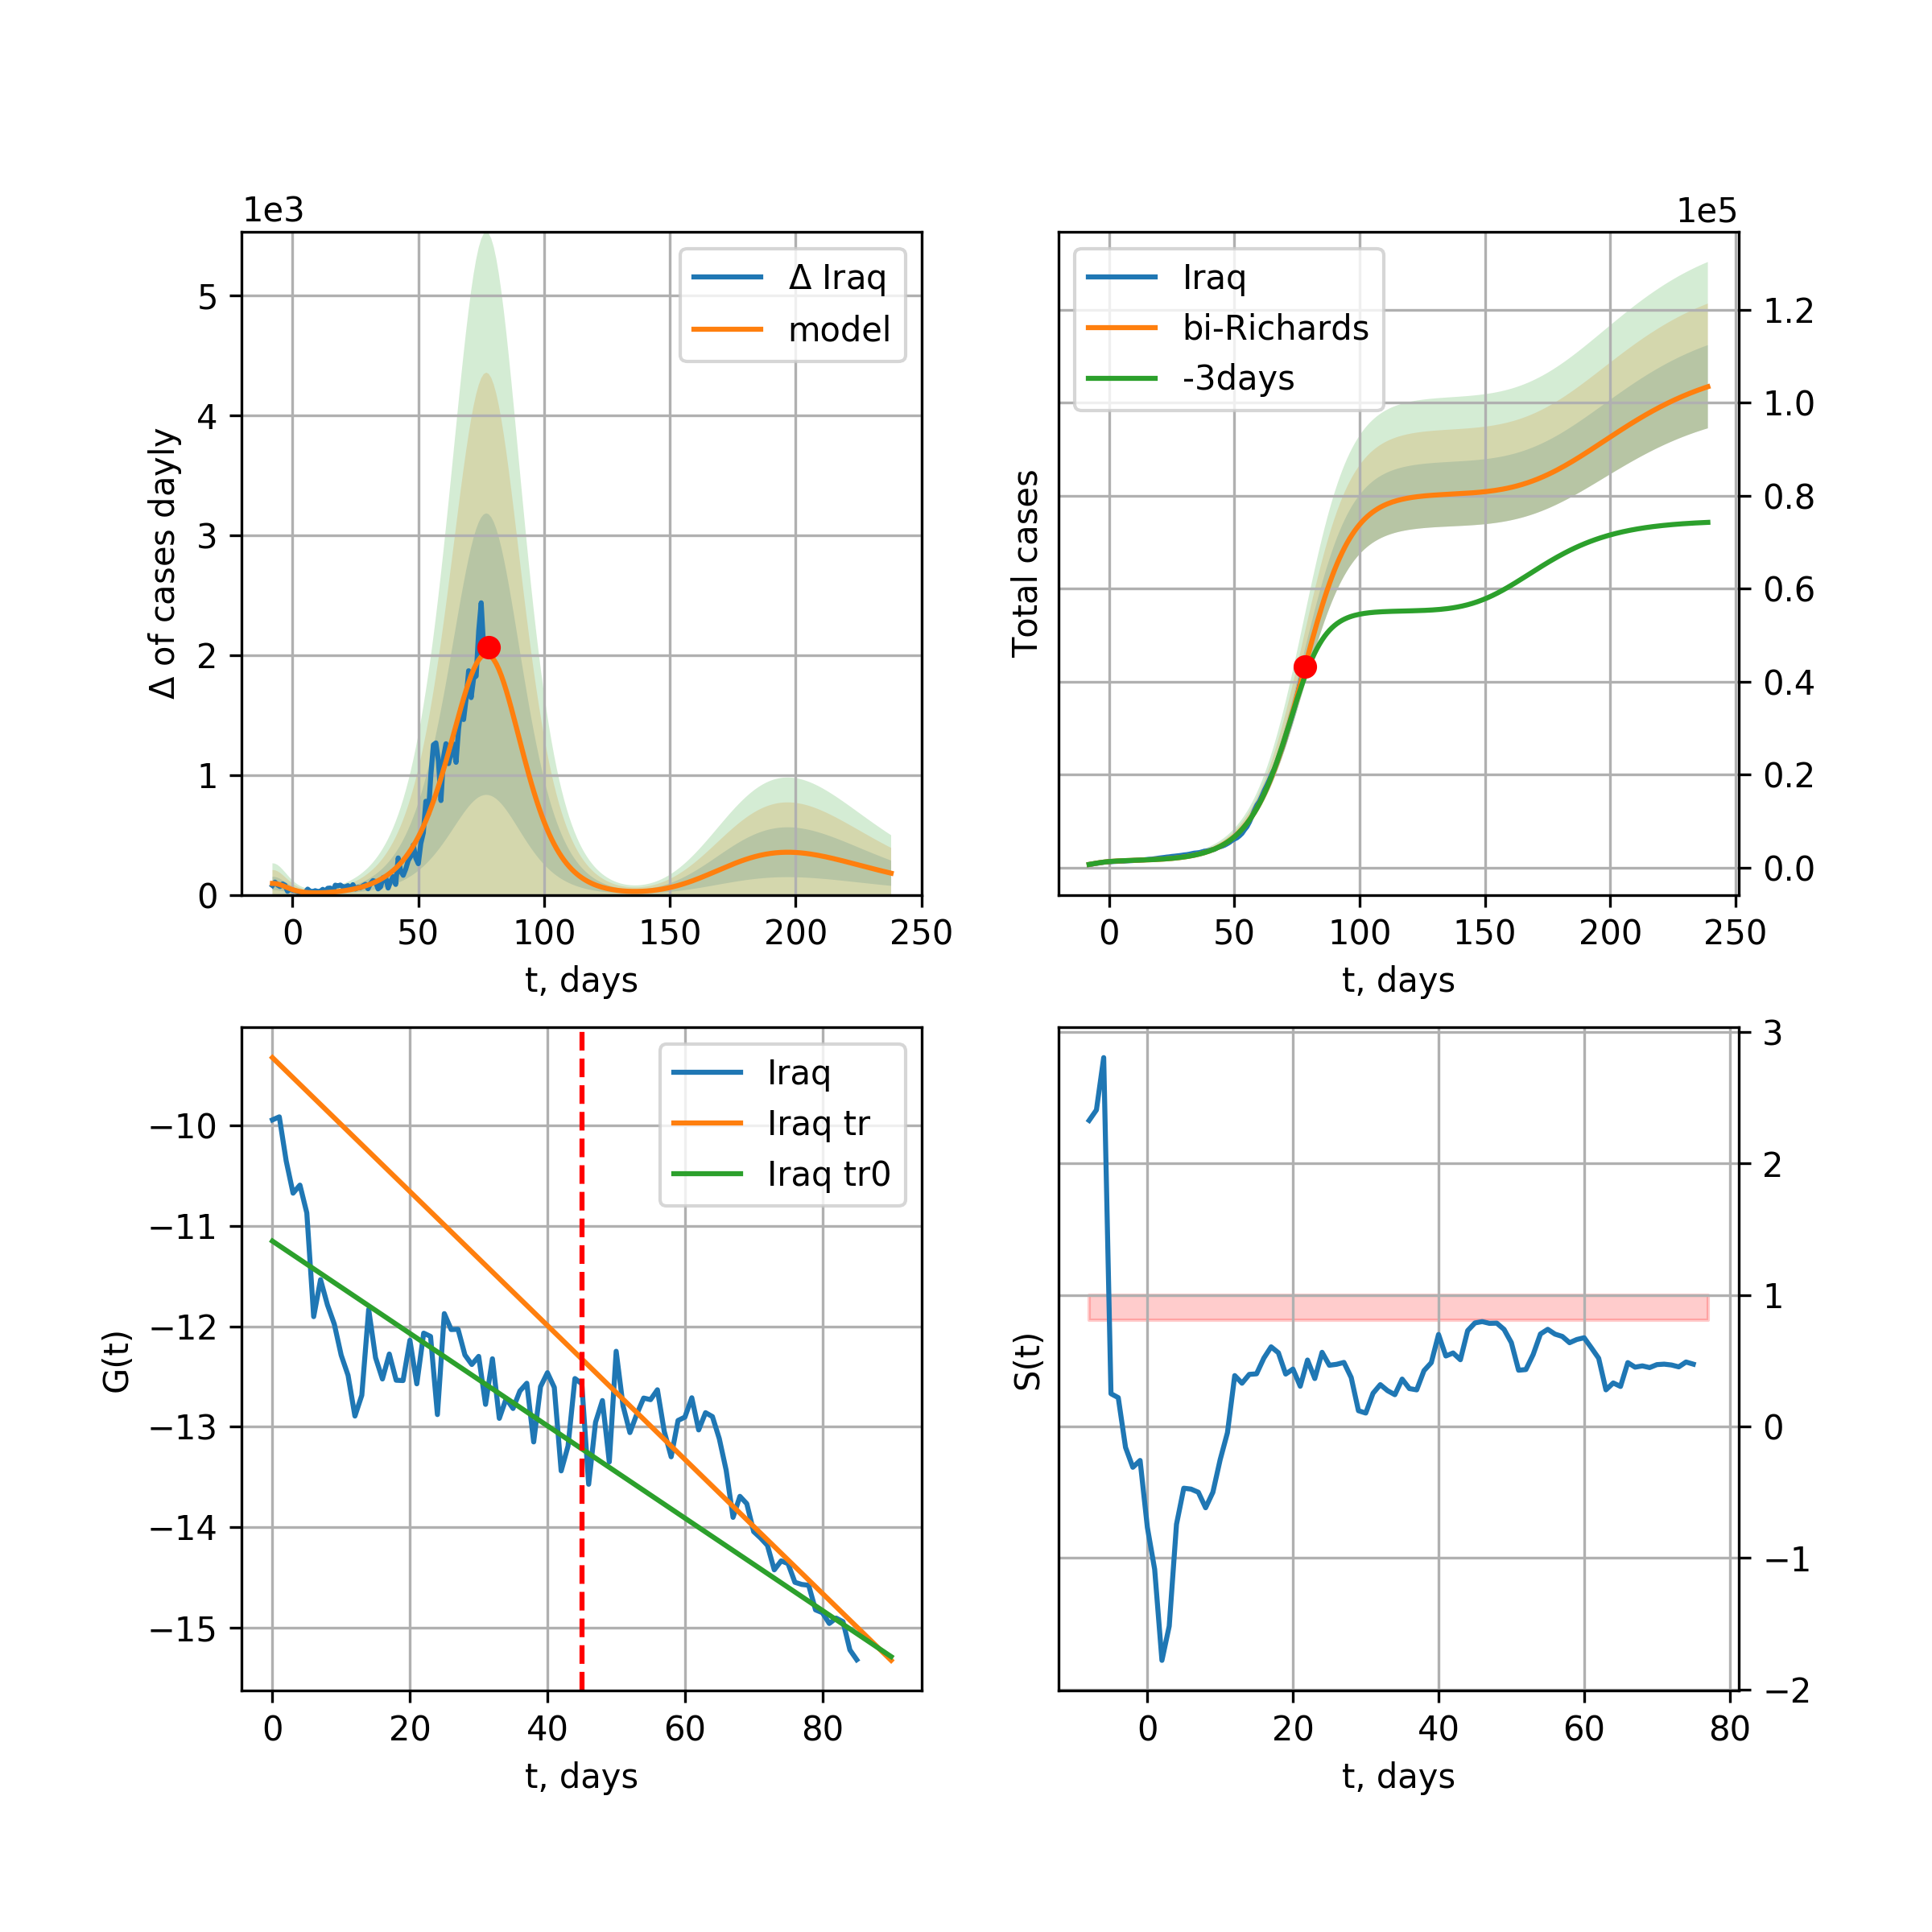 1e3
Δ of cases dayly
5
4
3
2
1
0
Δ Iraq
model
0 50 100 150 200 250
t, days
1e5
Total cases
Iraq
bi-Richards
-3days
1.2
1.0
0.8
0.6
0.4
0.2
0.0
0 50 100 150 200 250
t, days
G(t)
−10
−11
−12
−13
−14
−15
Iraq
Iraq tr
Iraq tr0
0 20 40 60 80
t, days
S(t)
3
2
1
0
−1
−2
0 20 40 60 80
t, days